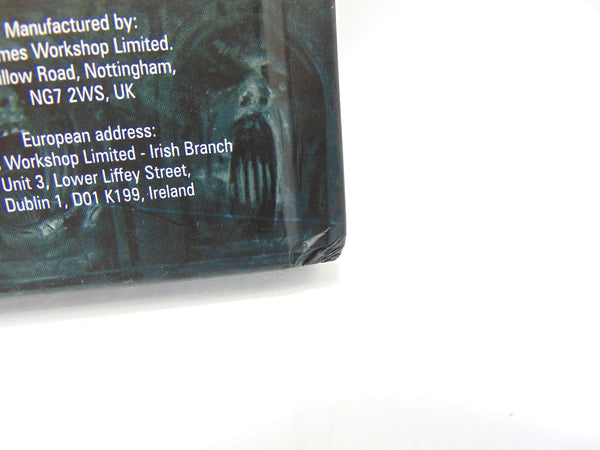 Manufactured by:
mes Workshop Limited.
llow Road, Nottingham,
NG7 2WS, UK
European address:
Workshop Limited - Irish Branch
Unit 3, Lower Liffey Street,
Dublin 1, D01 K199, Ireland